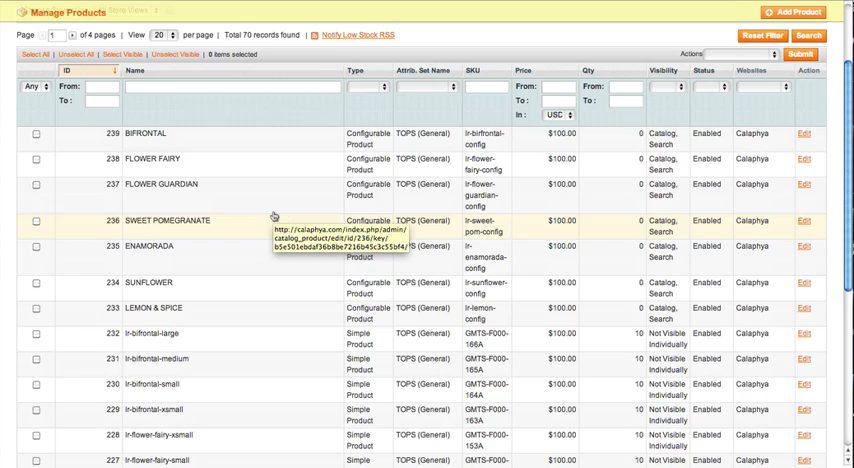 Store Views
Manage Products
Add Product
Page 1 of 4 pages | View 20 per page | Total 70 records found | Notify Low Stock RSS
Reset Filter Search
Select All | Unselect All | Select Visible | Unselect Visible | 0 items selected
Actions Submit
ID Name Type Attrib. Set Name SKU Price Qty Visibility Status Websites Action
Any From: From: From:
To : To : To :
In : USD
239 BIFRONTAL Configurable Product TOPS (General) lr-birfrontal-config $100.00 0 Catalog, Search Enabled Calaphya Edit
238 FLOWER FAIRY Configurable Product TOPS (General) lr-flower-fairy-config $100.00 0 Catalog, Search Enabled Calaphya Edit
237 FLOWER GUARDIAN Configurable Product TOPS (General) lr-flower-guardian-config $100.00 0 Catalog, Search Enabled Calaphya Edit
236 SWEET POMEGRANATE Configurable TOPS (General) lr-sweet-pom-config $100.00 0 Catalog, Search Enabled Calaphya Edit
http://calaphya.com/index.php/admin/
catalog_product/edit/id/236/key/
b5e501ebdaf36b8be7216b45c3c55bf4/
235 ENAMORADA Configurable Product TOPS (General) lr-enamorada-config $100.00 0 Catalog, Search Enabled Calaphya Edit
234 SUNFLOWER Configurable Product TOPS (General) lr-sunflower-config $100.00 0 Catalog, Search Enabled Calaphya Edit
233 LEMON & SPICE Configurable Product TOPS (General) lr-lemon-config $100.00 0 Catalog, Search Enabled Calaphya Edit
232 lr-bifrontal-large Simple Product TOPS (General) GMTS-F000-166A $100.00 10 Not Visible Individually Enabled Calaphya Edit
231 lr-bifrontal-medium Simple Product TOPS (General) GMTS-F000-165A $100.00 10 Not Visible Individually Enabled Calaphya Edit
230 lr-bifrontal-small Simple Product TOPS (General) GMTS-F000-164A $100.00 10 Not Visible Individually Enabled Calaphya Edit
229 lr-bifrontal-xsmall Simple Product TOPS (General) GMTS-F000-163A $100.00 10 Not Visible Individually Enabled Calaphya Edit
228 lr-flower-fairy-xsmall Simple Product TOPS (General) GMTS-F000-153A $100.00 10 Not Visible Individually Enabled Calaphya Edit
227 lr-flower-fairy-small Simple TOPS (General) GMTS-F000- $100.00 10 Not Visible Enabled Calaphya Edit